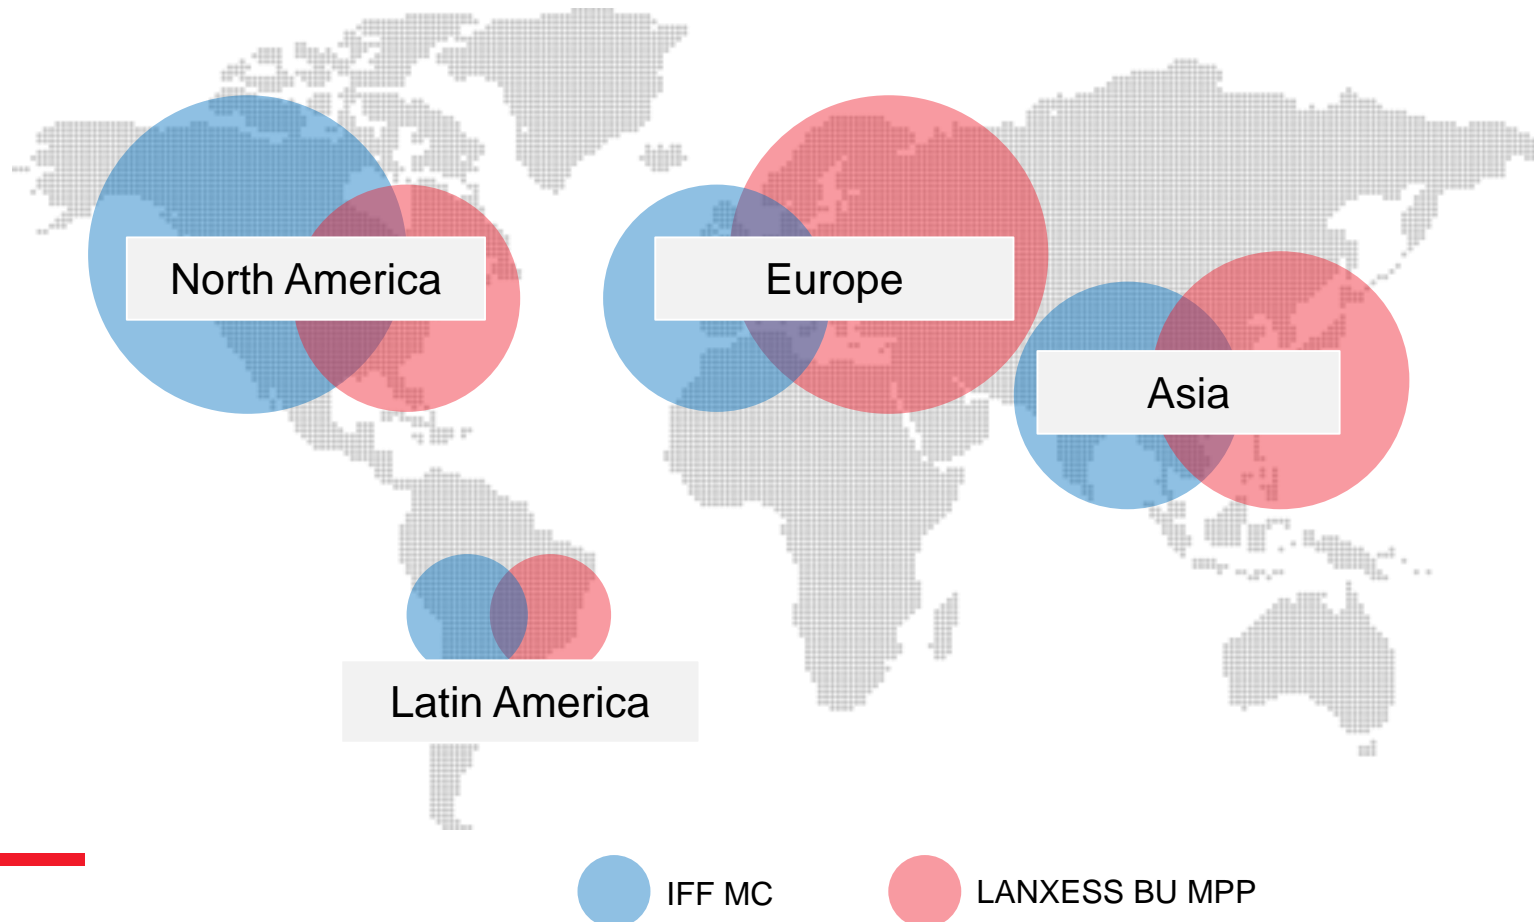 North America
Europe
Asia
Latin America
IFF MC
LANXESS BU MPP